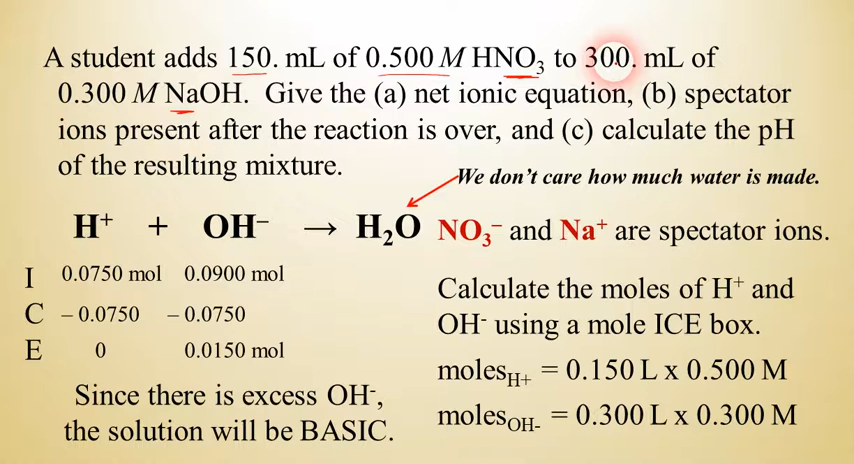 A student adds 150. mL of 0.500 M HNO₃ to 300. mL of
0.300 M NaOH. Give the (a) net ionic equation, (b) spectator
ions present after the reaction is over, and (c) calculate the pH
of the resulting mixture.
We don't care how much water is made.
H⁺ + OH⁻ → H₂O
NO₃⁻ and Na⁺ are spectator ions.
I 0.0750 mol 0.0900 mol
C – 0.0750 – 0.0750
E 0 0.0150 mol
Since there is excess OH⁻,
the solution will be BASIC.
Calculate the moles of H⁺ and
OH⁻ using a mole ICE box.
moles_H+ = 0.150 L x 0.500 M
moles_OH- = 0.300 L x 0.300 M